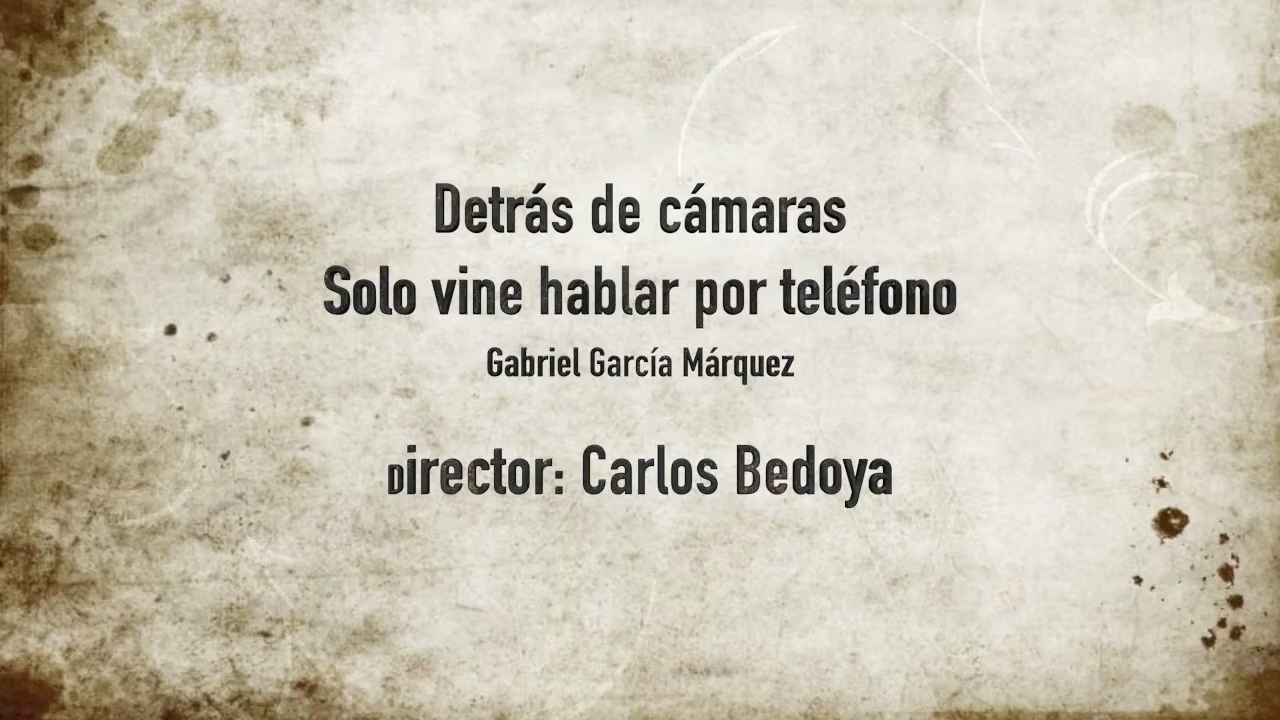 Detrás de cámaras
Solo vine hablar por teléfono
Gabriel García Márquez
Director: Carlos Bedoya